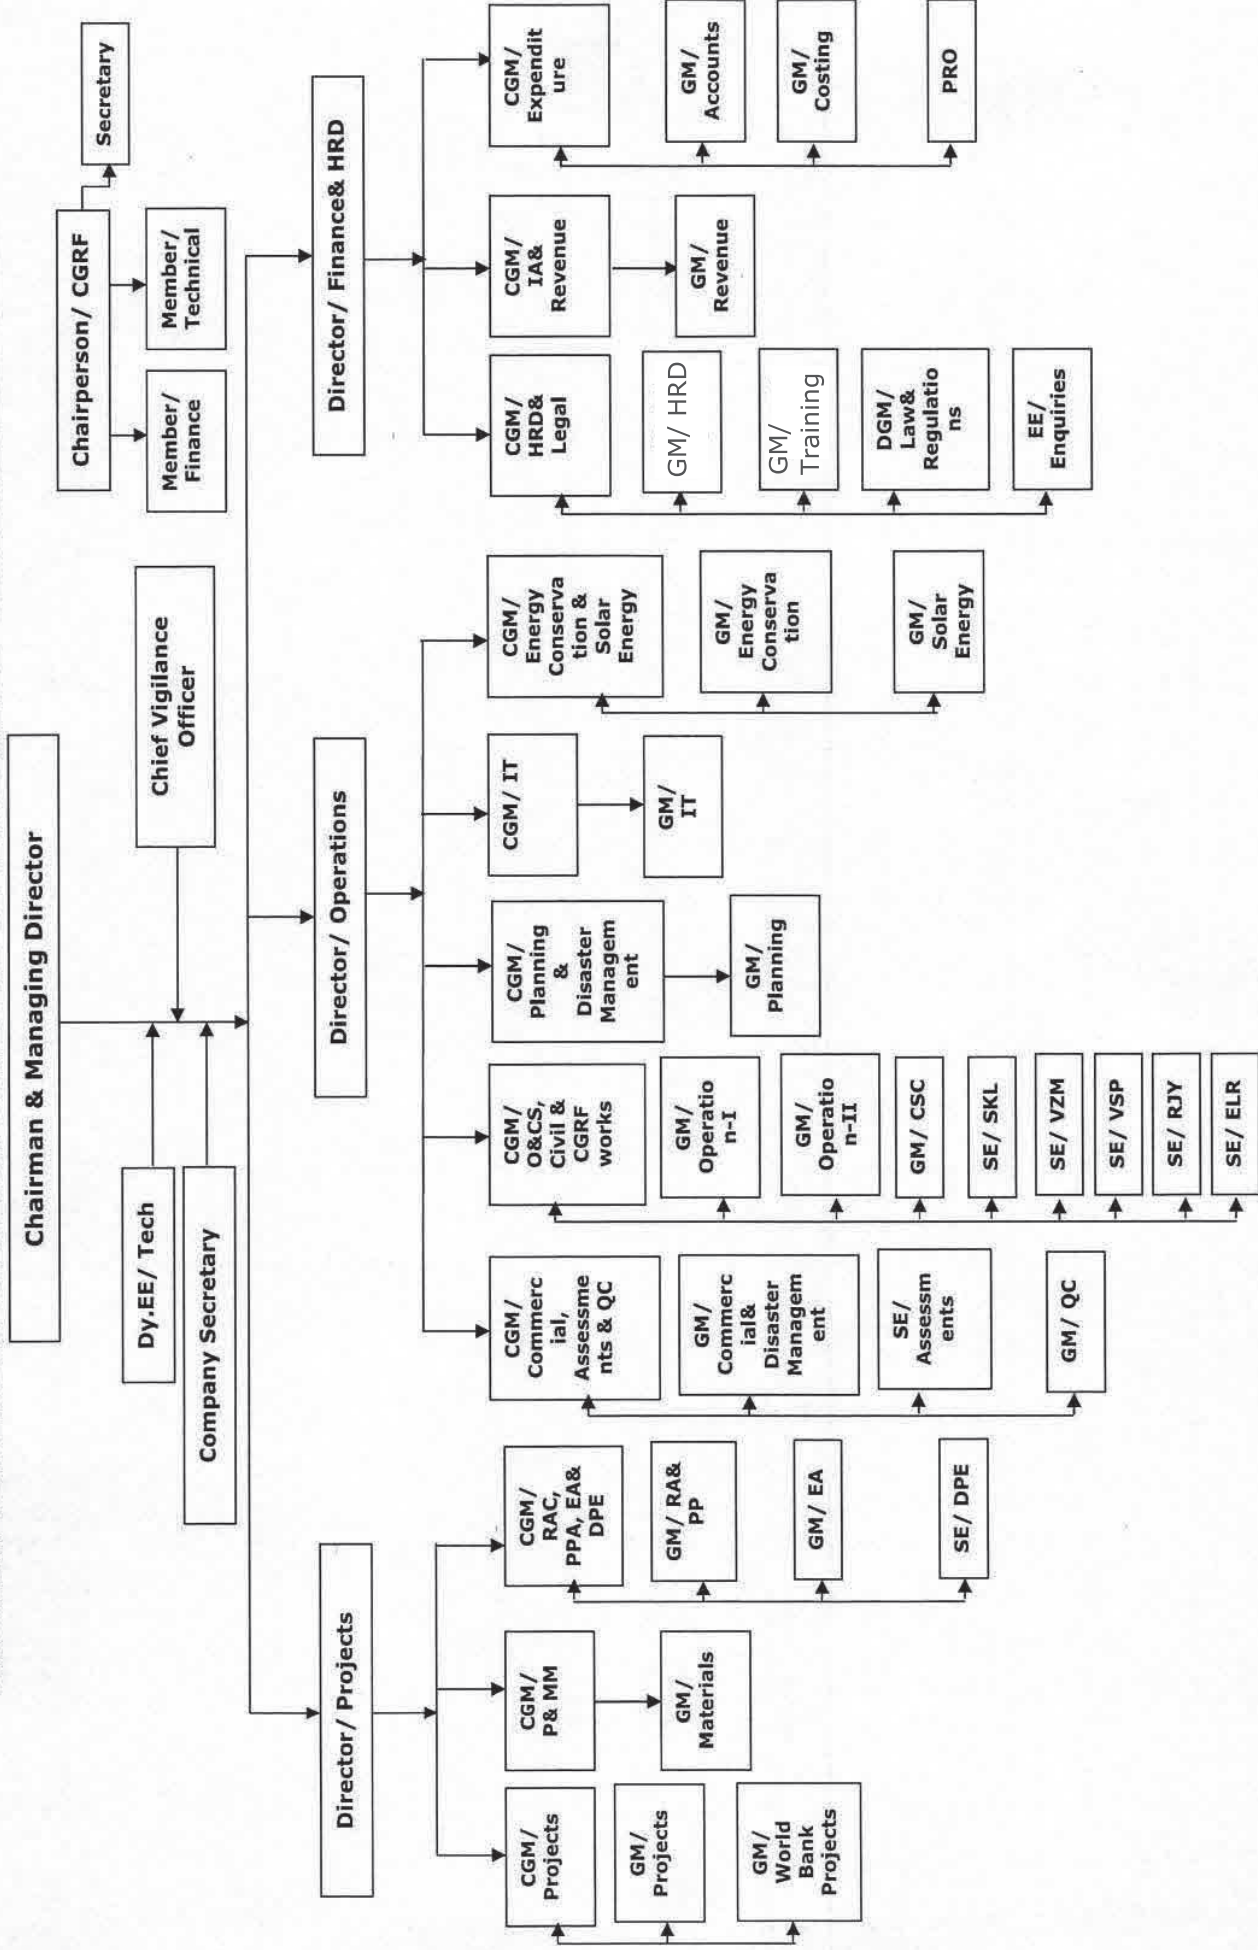 Chairman & Managing Director
Dy.EE/ Tech
Company Secretary
Chief Vigilance
Officer
Chairperson/ CGRF
Secretary
Member/
Finance
Member/
Technical
Director/ Projects
Director/ Operations
Director/ Finance& HRD
CGM/
Projects
GM/
Projects
GM/
World
Bank
Projects
CGM/
P& MM
GM/
Materials
CGM/
RAC,
PPA, EA&
DPE
GM/ RA&
PP
GM/ EA
SE/ DPE
CGM/
Commerc
ial,
Assessme
nts & QC
GM/
Commerc
ial&
Disaster
Managem
ent
SE/
Assessm
ents
GM/ QC
CGM/
O&CS,
Civil &
CGRF
works
GM/
Operatio
n-I
GM/
Operatio
n-II
GM/ CSC
SE/ SKL
SE/ VZM
SE/ VSP
SE/ RJY
SE/ ELR
CGM/
Planning
&
Disaster
Managem
ent
GM/
Planning
CGM/ IT
GM/
IT
CGM/
Energy
Conserva
tion &
Solar
Energy
GM/
Energy
Conserva
tion
GM/
Solar
Energy
CGM/
HRD&
Legal
GM/ HRD
GM/
Training
DGM/
Law&
Regulatio
ns
EE/
Enquiries
CGM/
IA&
Revenue
GM/
Revenue
CGM/
Expendit
ure
GM/
Accounts
GM/
Costing
PRO